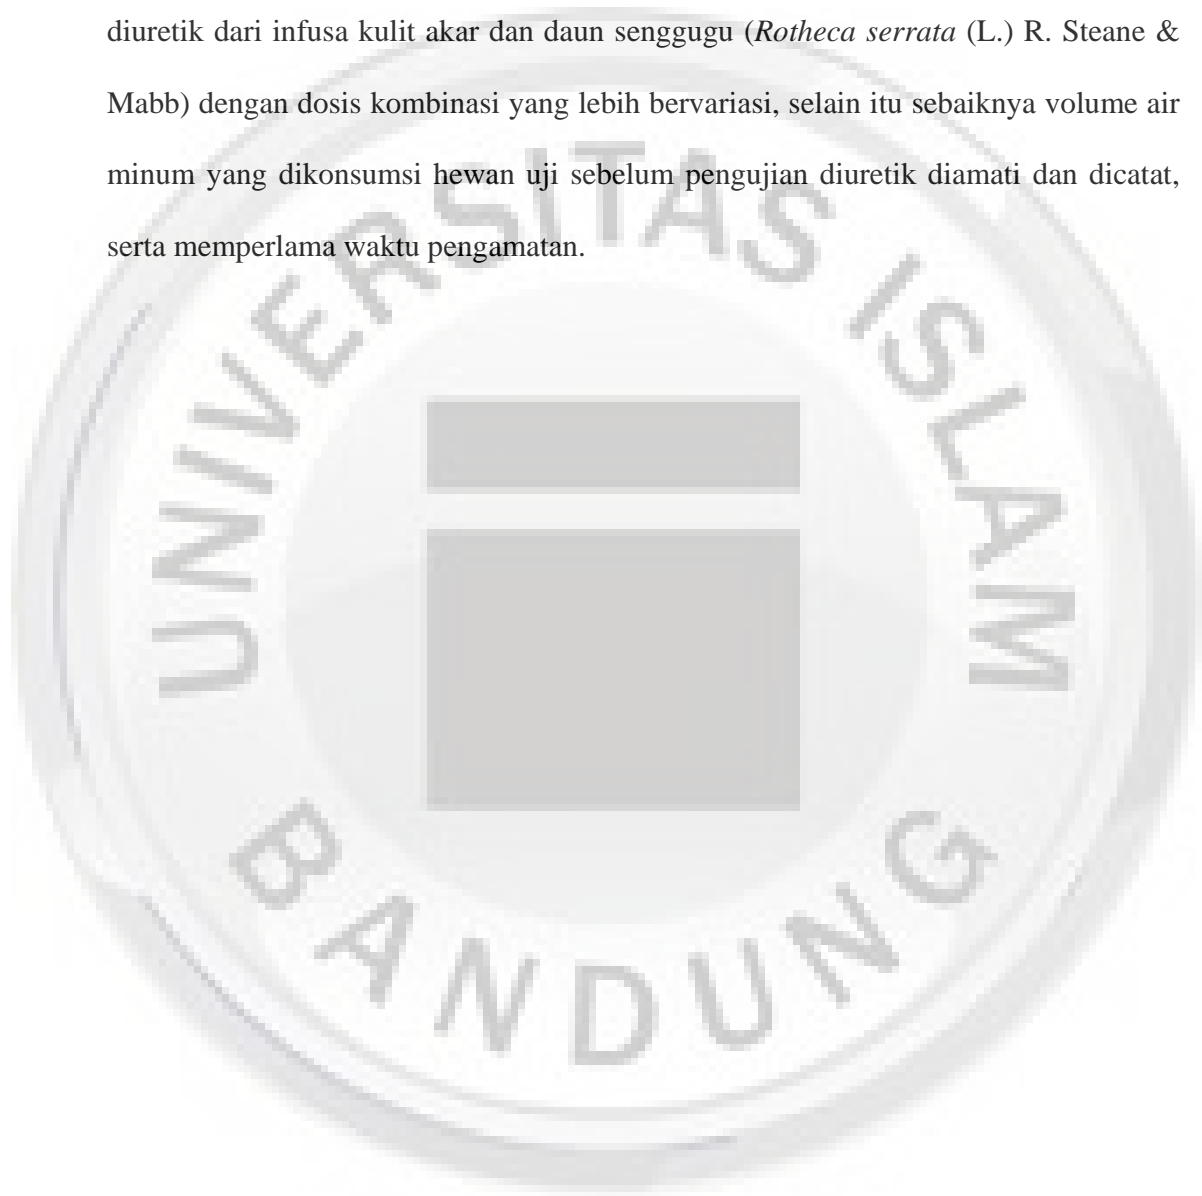 diuretik dari infusa kulit akar dan daun senggugu (Rotheca serrata (L.) R. Steane &
Mabb) dengan dosis kombinasi yang lebih bervariasi, selain itu sebaiknya volume air
minum yang dikonsumsi hewan uji sebelum pengujian diuretik diamati dan dicatat,
serta memperlama waktu pengamatan.
UNIVERSITAS ISLAM
BANDUNG